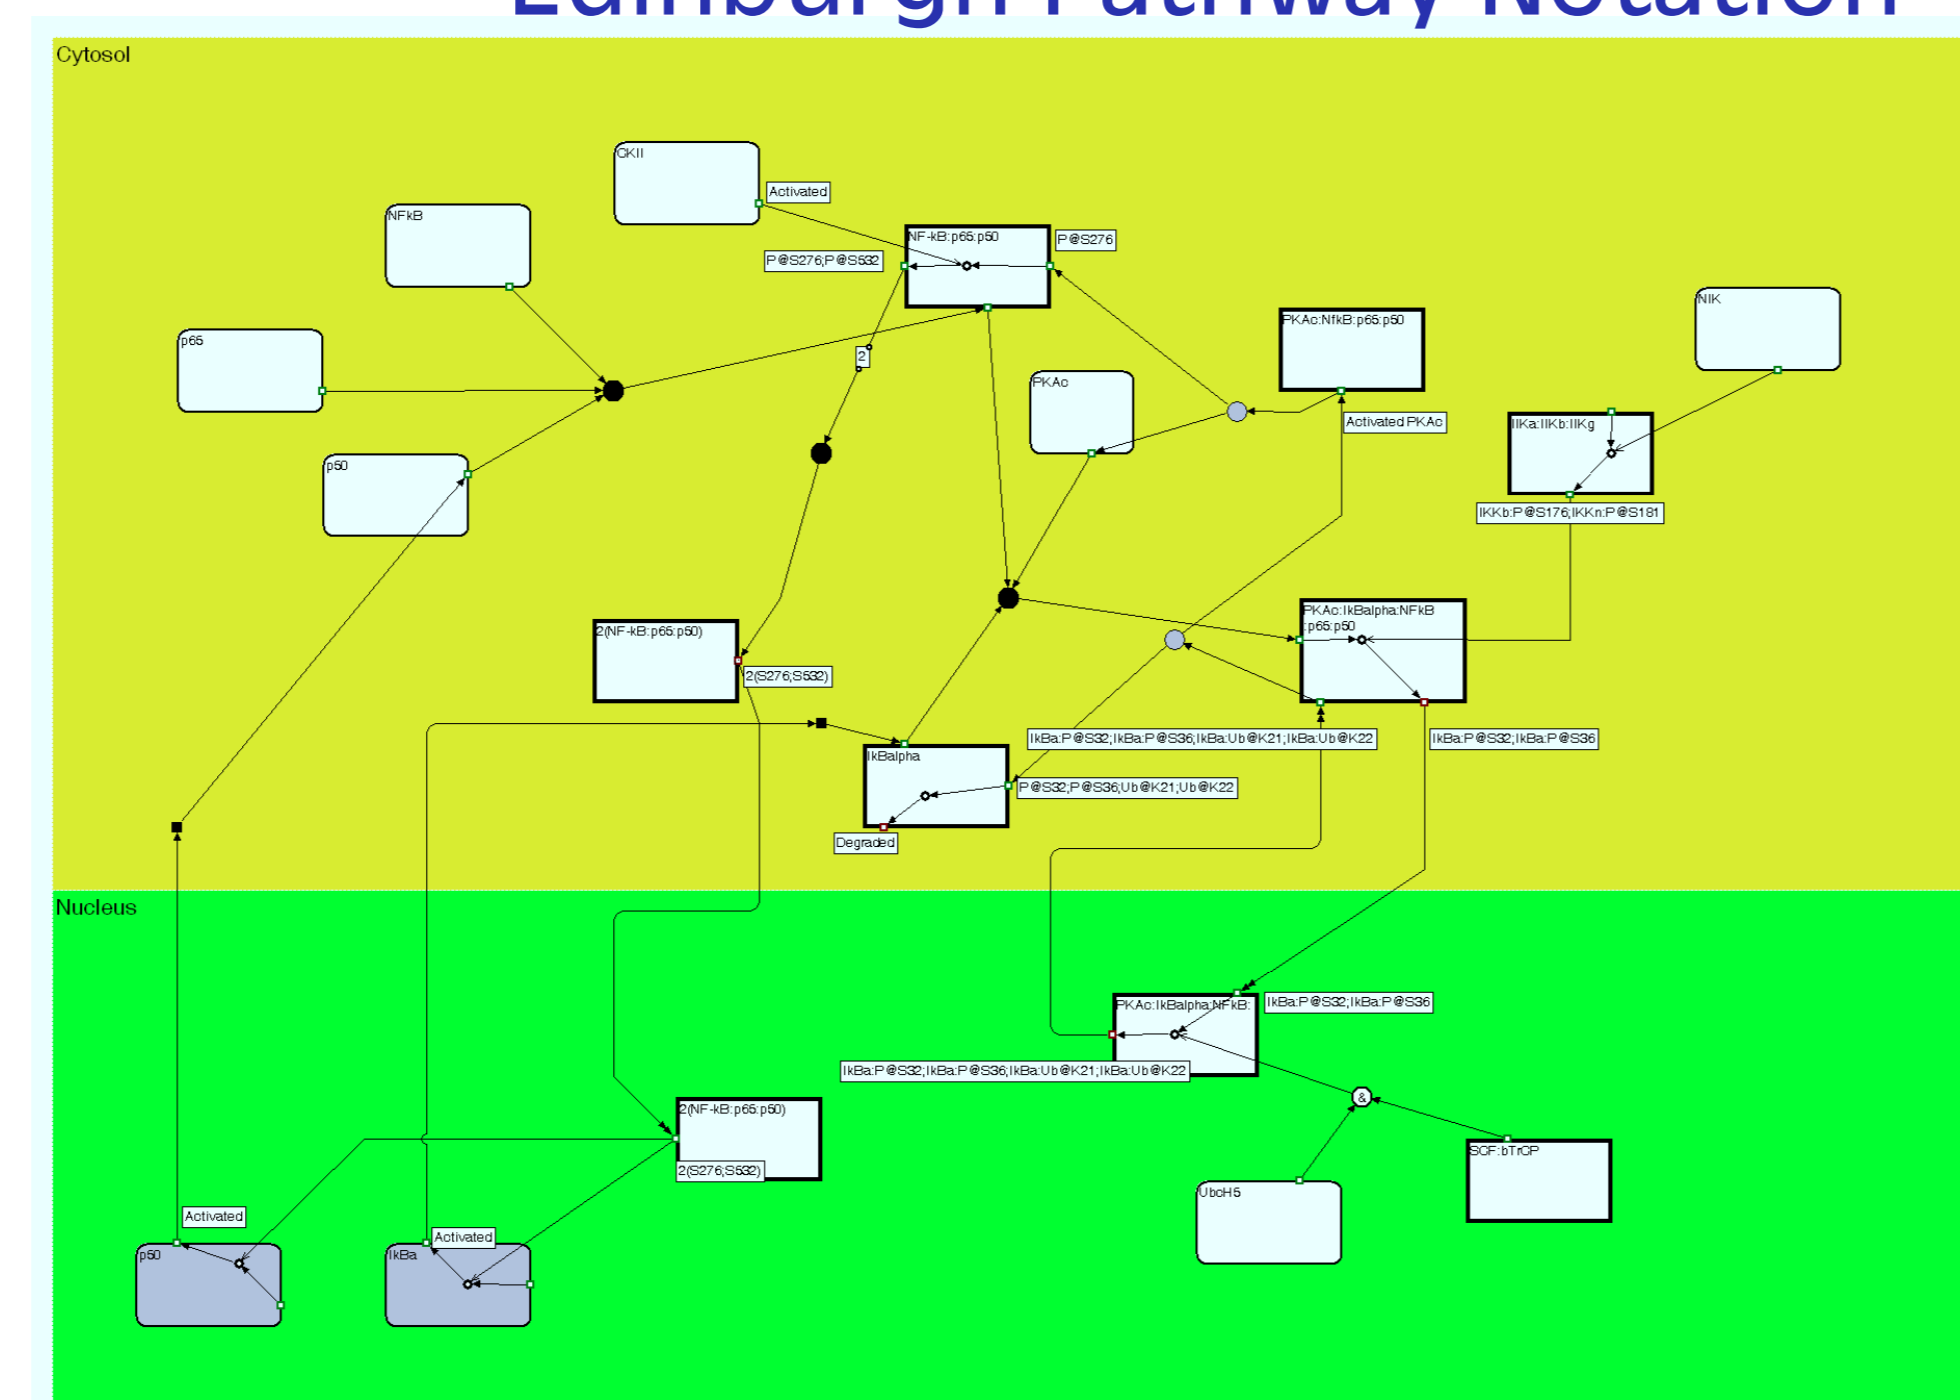 Edinburgh Pathway Notation
Cytosol
CKII
Activated
NFkB
NF-kB:p65:p50
P@S276
P@S276;P@S532
NIK
PKAc:NfkB:p65:p50
p65
2
PKAc
Activated PKAc
IIKa:IIKb:IIKg
p50
IKKb:P@S176;IKKn:P@S181
PKAc:IkBalpha:NFkB
:p65:p50
2(NF-kB:p65:p50)
2(S276;S532)
IkBa:P@S32;IkBa:P@S36;IkBa:Ub@K21;IkBa:Ub@K22
IkBa:P@S32;IkBa:P@S36
IkBalpha
P@S32;P@S36;Ub@K21;Ub@K22
Degraded
Nucleus
PKAc:IkBalpha:NFkB:
IkBa:P@S32;IkBa:P@S36
IkBa:P@S32;IkBa:P@S36;IkBa:Ub@K21;IkBa:Ub@K22
&
2(NF-kB:p65:p50)
2(S276;S532)
SCF:bTrCP
UbcH5
Activated
Activated
p50
IkBa